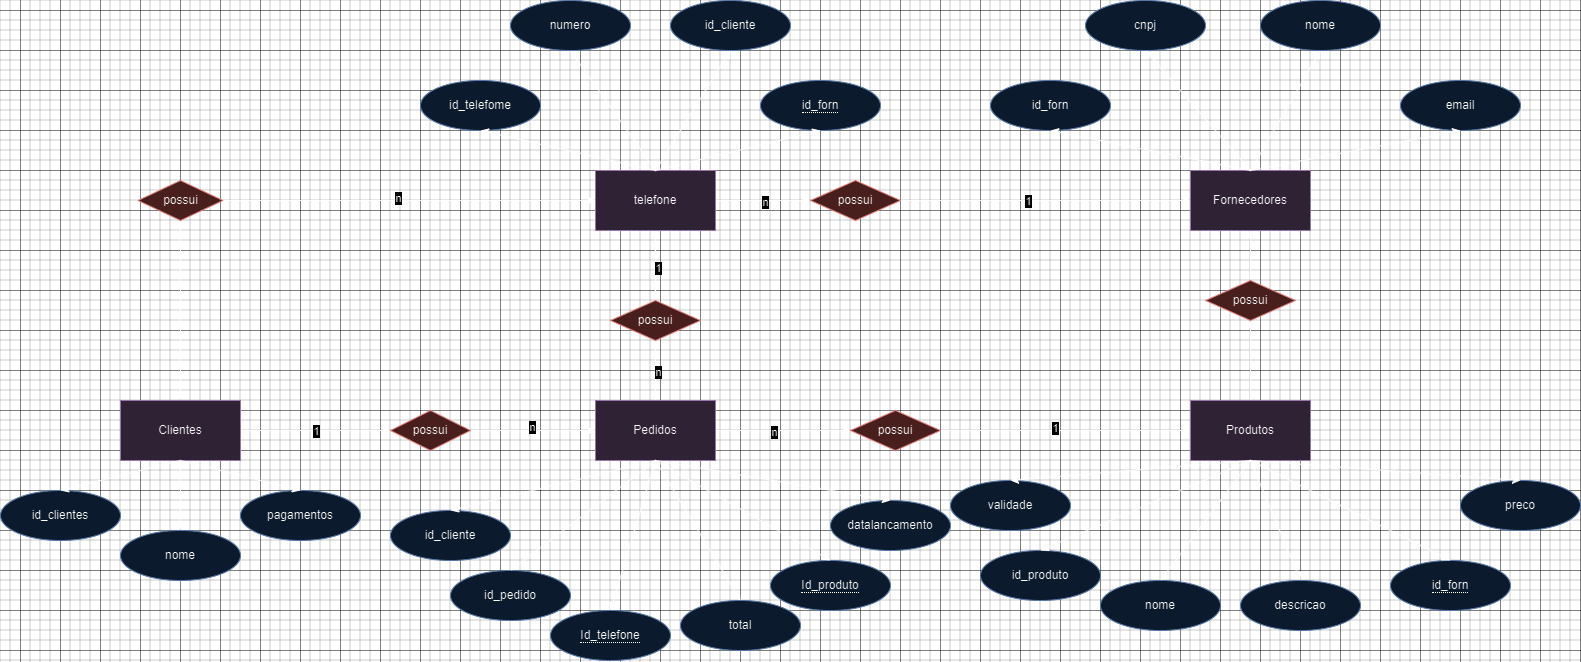 numero
id_cliente
cnpj
nome
id_telefome
id_forn
id_forn
email
possui
n
telefone
n
possui
1
Fornecedores
1
possui
possui
n
Clientes
1
possui
n
Pedidos
n
possui
1
Produtos
id_clientes
pagamentos
nome
id_cliente
datalancamento
validade
preco
id_pedido
Id_produto
id_produto
id_forn
Id_telefone
total
nome
descricao